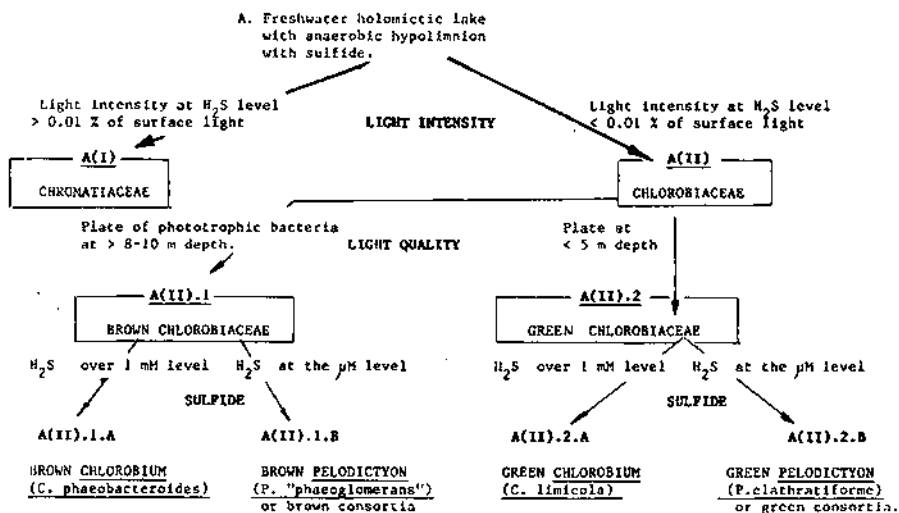 A. Freshwater holomictic lake
with anaerobic hypolimnion
with sulfide.
Light intensity at H2S level
> 0.01 % of surface light
LIGHT INTENSITY
Light intensity at H2S level
< 0.01 % of surface light
A(I)
CHROMATIACEAE
A(II)
CHLOROBIACEAE
Plate of phototrophic bacteria
at > 8-10 m depth.
LIGHT QUALITY
Plate at
< 5 m depth
A(II).1
BROWN CHLOROBIACEAE
A(II).2
GREEN CHLOROBIACEAE
H2S over 1 mM level
H2S at the µM level
H2S over 1 mM level
H2S at the µM level
SULFIDE
SULFIDE
A(II).1.A
A(II).1.B
A(II).2.A
A(II).2.B
BROWN CHLOROBIUM
(C. phaeobacteroides)
BROWN PELODICTYON
(P. "phaeoglomerans")
or brown consortia
GREEN CHLOROBIUM
(C. limicola)
GREEN PELODICTYON
(P.clathratiforme)
or green consortia.